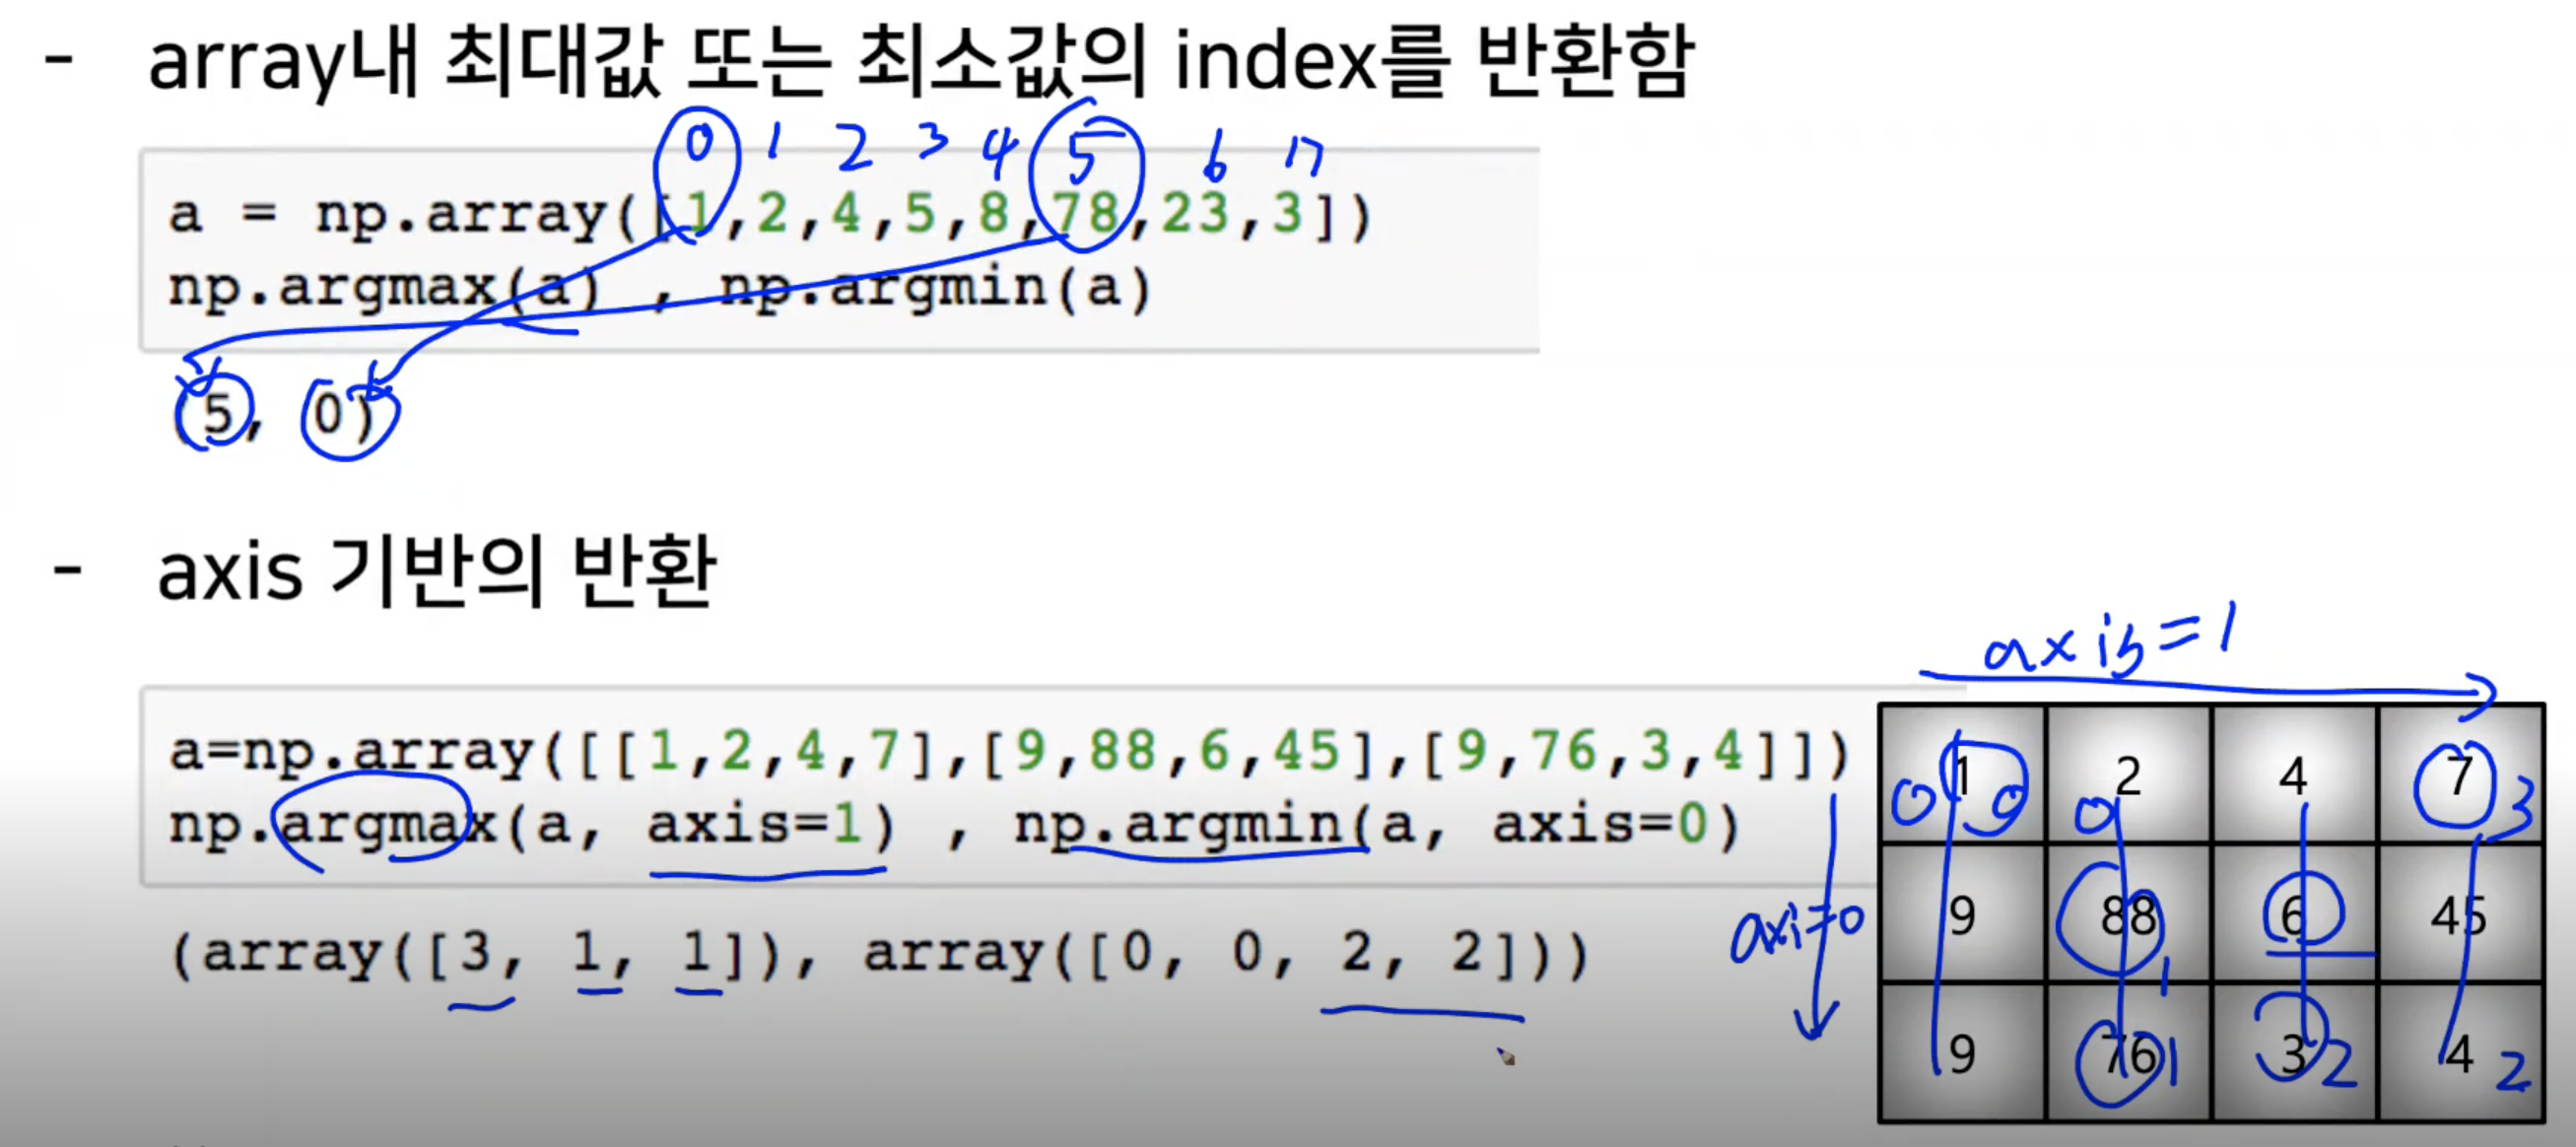 - array내 최대값 또는 최소값의 index를 반환함
0 1 2 3 4 5 6 7
a = np.array([1,2,4,5,8,78,23,3])
np.argmax(a) , np.argmin(a)
(5, 0)
- axis 기반의 반환
axis=1
a=np.array([[1,2,4,7],[9,88,6,45],[9,76,3,4]])
np.argmax(a, axis=1) , np.argmin(a, axis=0)
(array([3, 1, 1]), array([0, 0, 2, 2]))
axis=0
0 1 0 2 0 4 7 3
9 88 1 6 45
9 76 1 3 2 4 2